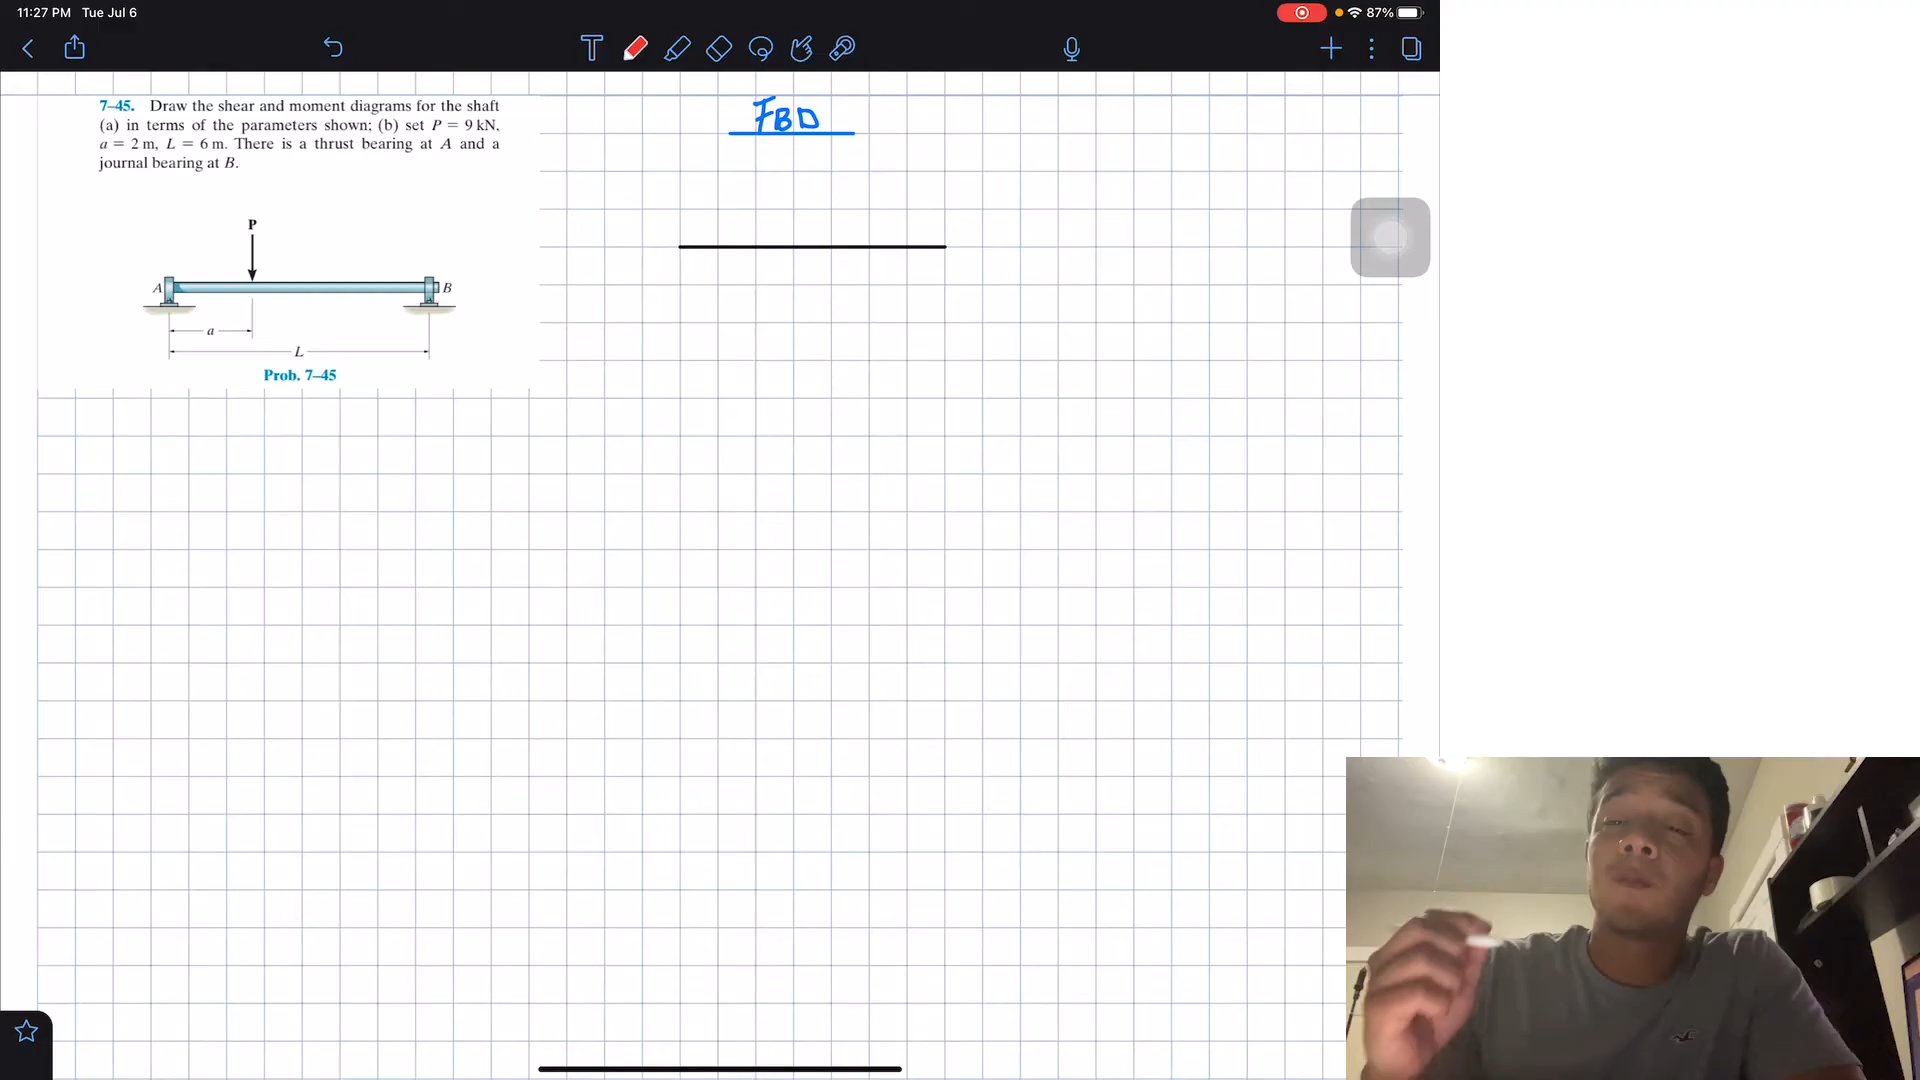 11:27 PM Tue Jul 6
87%
7–45. Draw the shear and moment diagrams for the shaft
(a) in terms of the parameters shown; (b) set P = 9 kN,
a = 2 m, L = 6 m. There is a thrust bearing at A and a
journal bearing at B.
FBD
P
A
B
a
L
Prob. 7–45